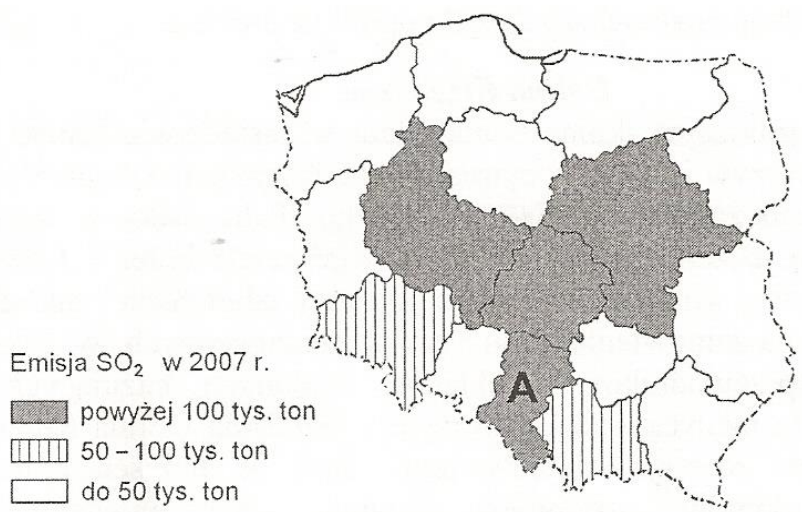 A
Emisja SO₂ w 2007 r.
powyżej 100 tys. ton
50 – 100 tys. ton
do 50 tys. ton